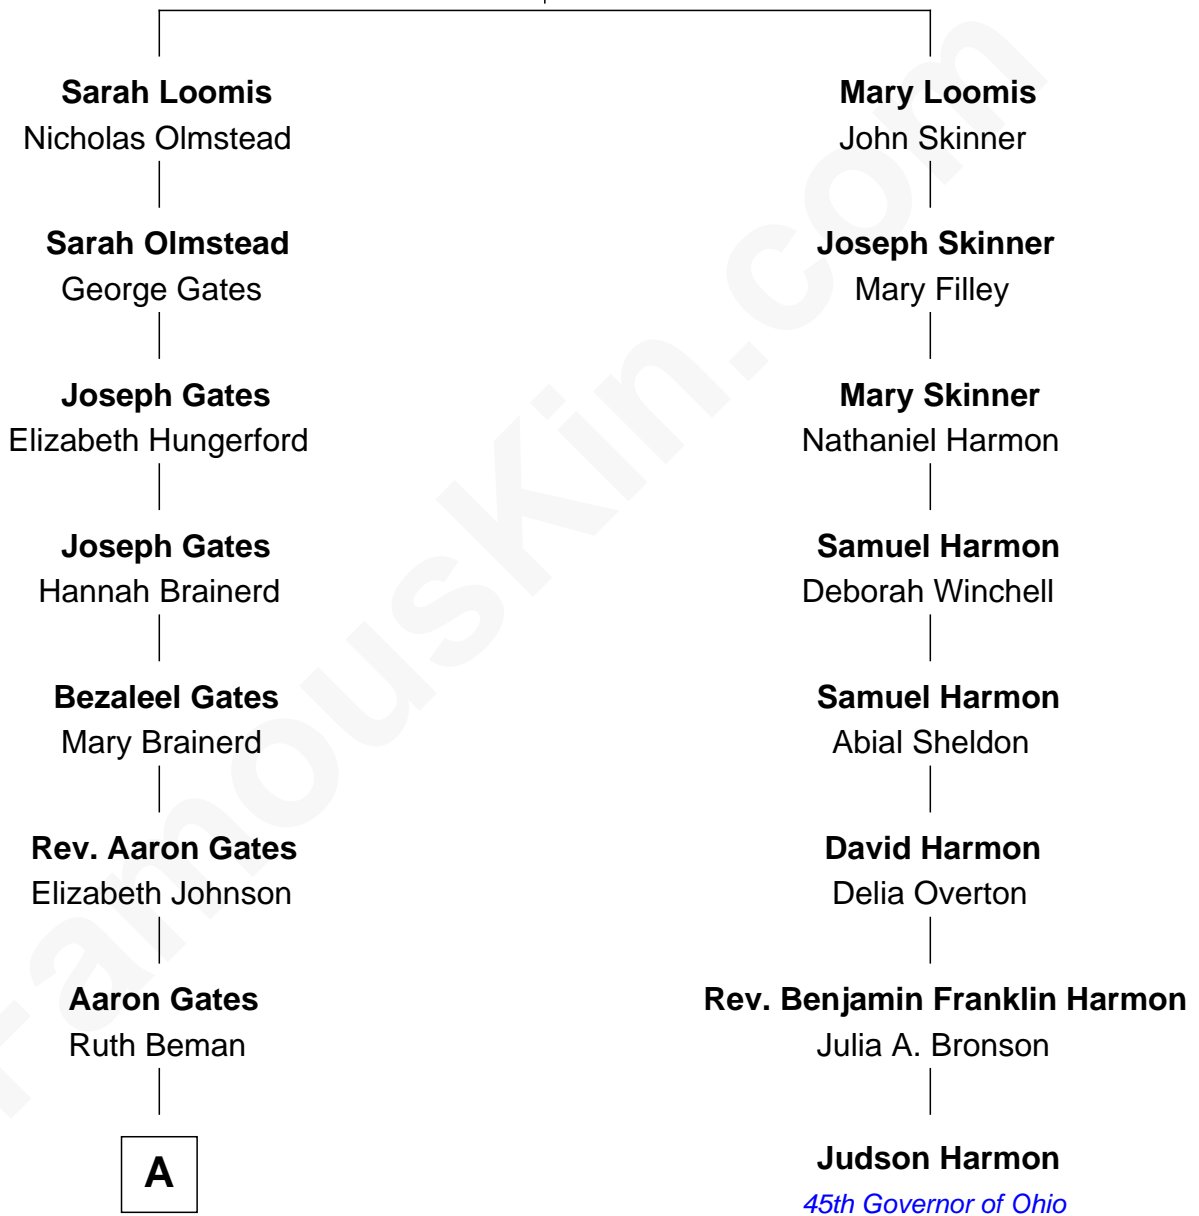 Sarah Loomis
Nicholas Olmstead
Sarah Olmstead
George Gates
Joseph Gates
Elizabeth Hungerford
Joseph Gates
Hannah Brainerd
Bezaleel Gates
Mary Brainerd
Rev. Aaron Gates
Elizabeth Johnson
Aaron Gates
Ruth Beman
A
Mary Loomis
John Skinner
Joseph Skinner
Mary Filley
Mary Skinner
Nathaniel Harmon
Samuel Harmon
Deborah Winchell
Samuel Harmon
Abial Sheldon
David Harmon
Delia Overton
Rev. Benjamin Franklin Harmon
Julia A. Bronson
Judson Harmon
45th Governor of Ohio
FamousKin.com